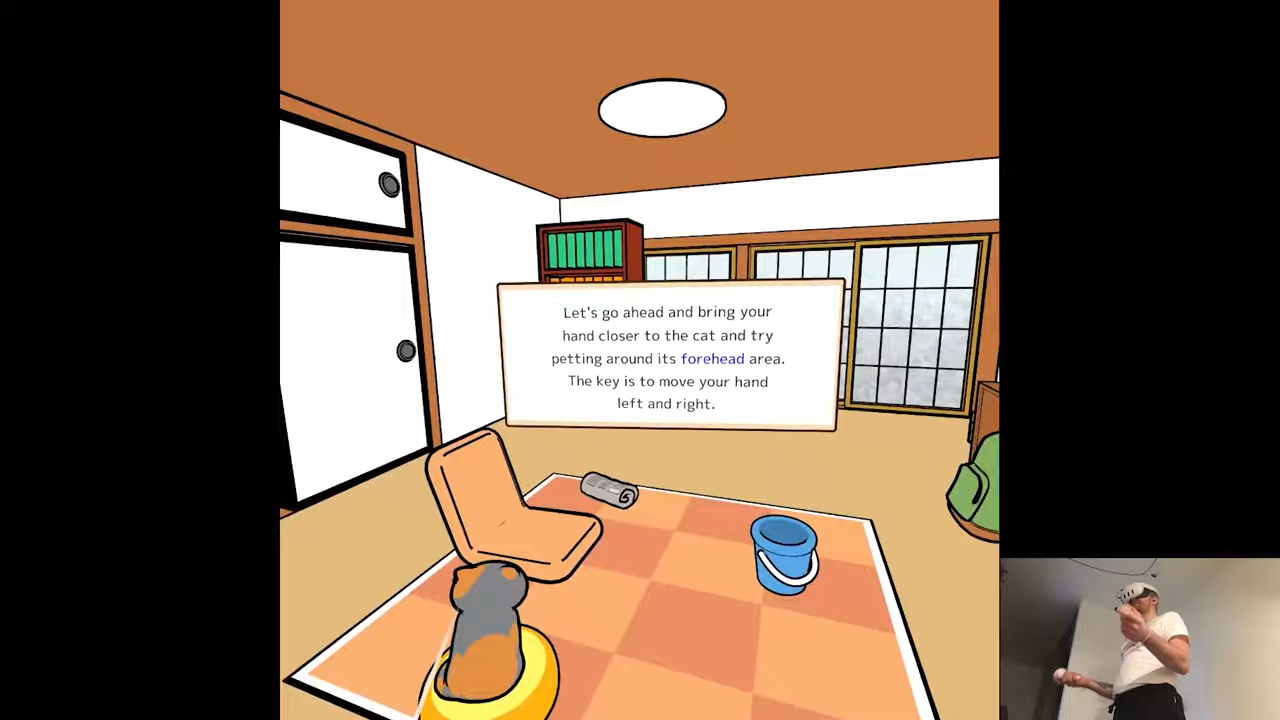 Let's go ahead and bring your
hand closer to the cat and try
petting around its forehead area.
The key is to move your hand
left and right.